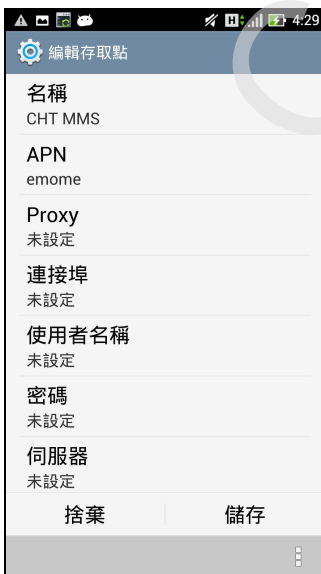 H 4:29
編輯存取點
名稱
CHT MMS
APN
emome
Proxy
未設定
連接埠
未設定
使用者名稱
未設定
密碼
未設定
伺服器
未設定
捨棄 儲存